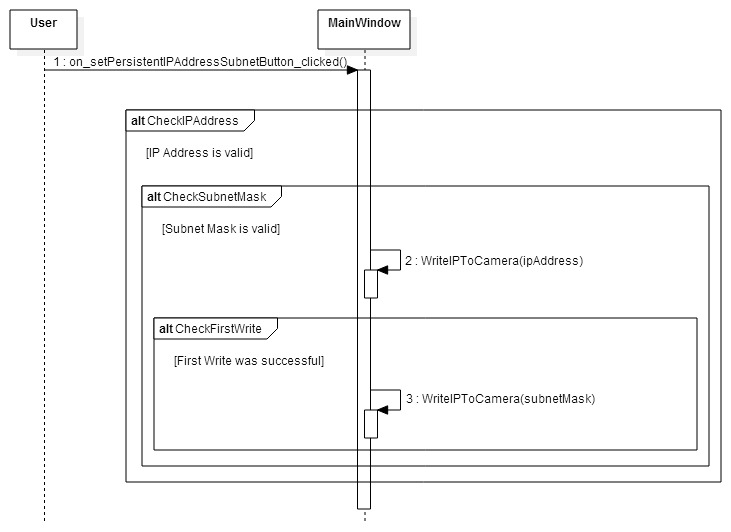 User
MainWindow
1 : on_setPersistentIPAddressSubnetButton_clicked()
alt CheckIPAddress
[IP Address is valid]
alt CheckSubnetMask
[Subnet Mask is valid]
2 : WriteIPToCamera(ipAddress)
alt CheckFirstWrite
[First Write was successful]
3 : WriteIPToCamera(subnetMask)